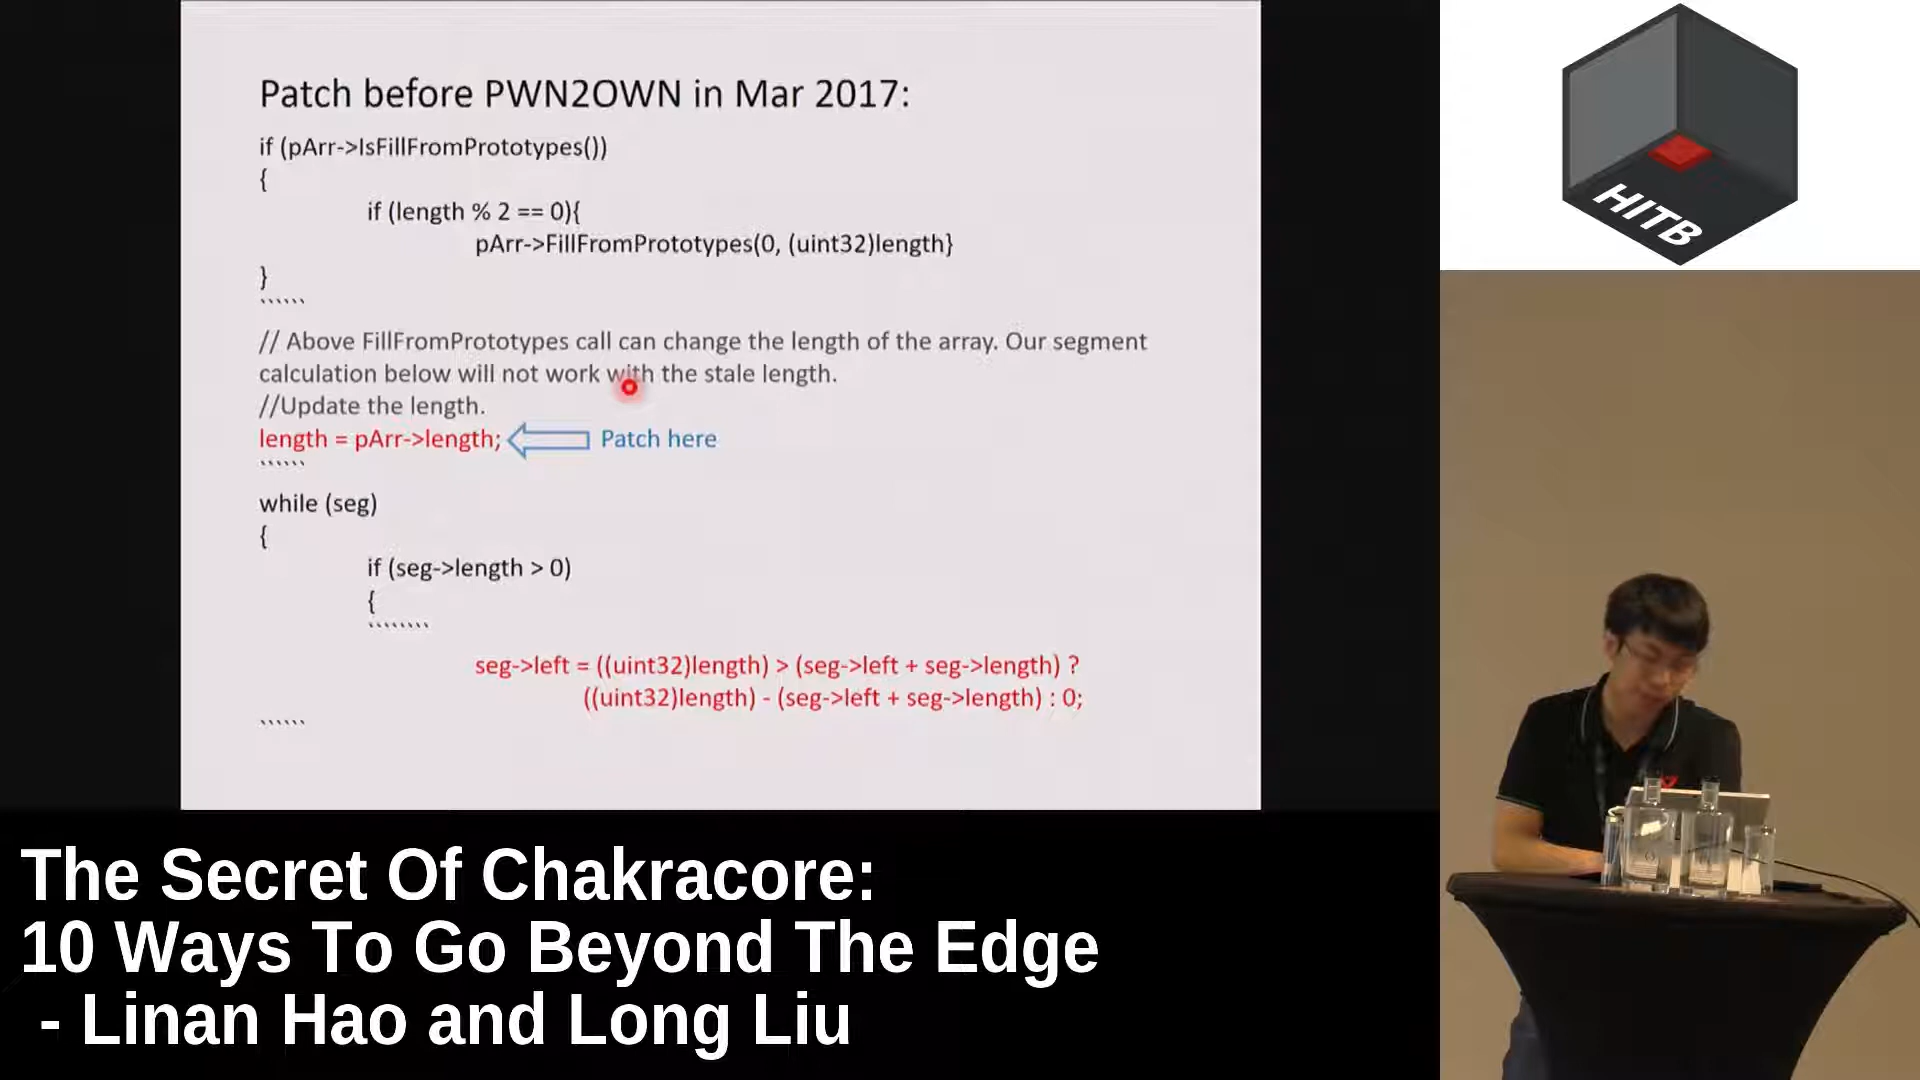 Patch before PWN2OWN in Mar 2017:
if (pArr->IsFillFromPrototypes())
{
if (length % 2 == 0){
pArr->FillFromPrototypes(0, (uint32)length}
}
``````
// Above FillFromPrototypes call can change the length of the array. Our segment
calculation below will not work with the stale length.
//Update the length.
length = pArr->length; Patch here
``````
while (seg)
{
if (seg->length > 0)
{
````````
seg->left = ((uint32)length) > (seg->left + seg->length) ?
((uint32)length) - (seg->left + seg->length) : 0;
``````
HITB
The Secret Of Chakracore:
10 Ways To Go Beyond The Edge
- Linan Hao and Long Liu